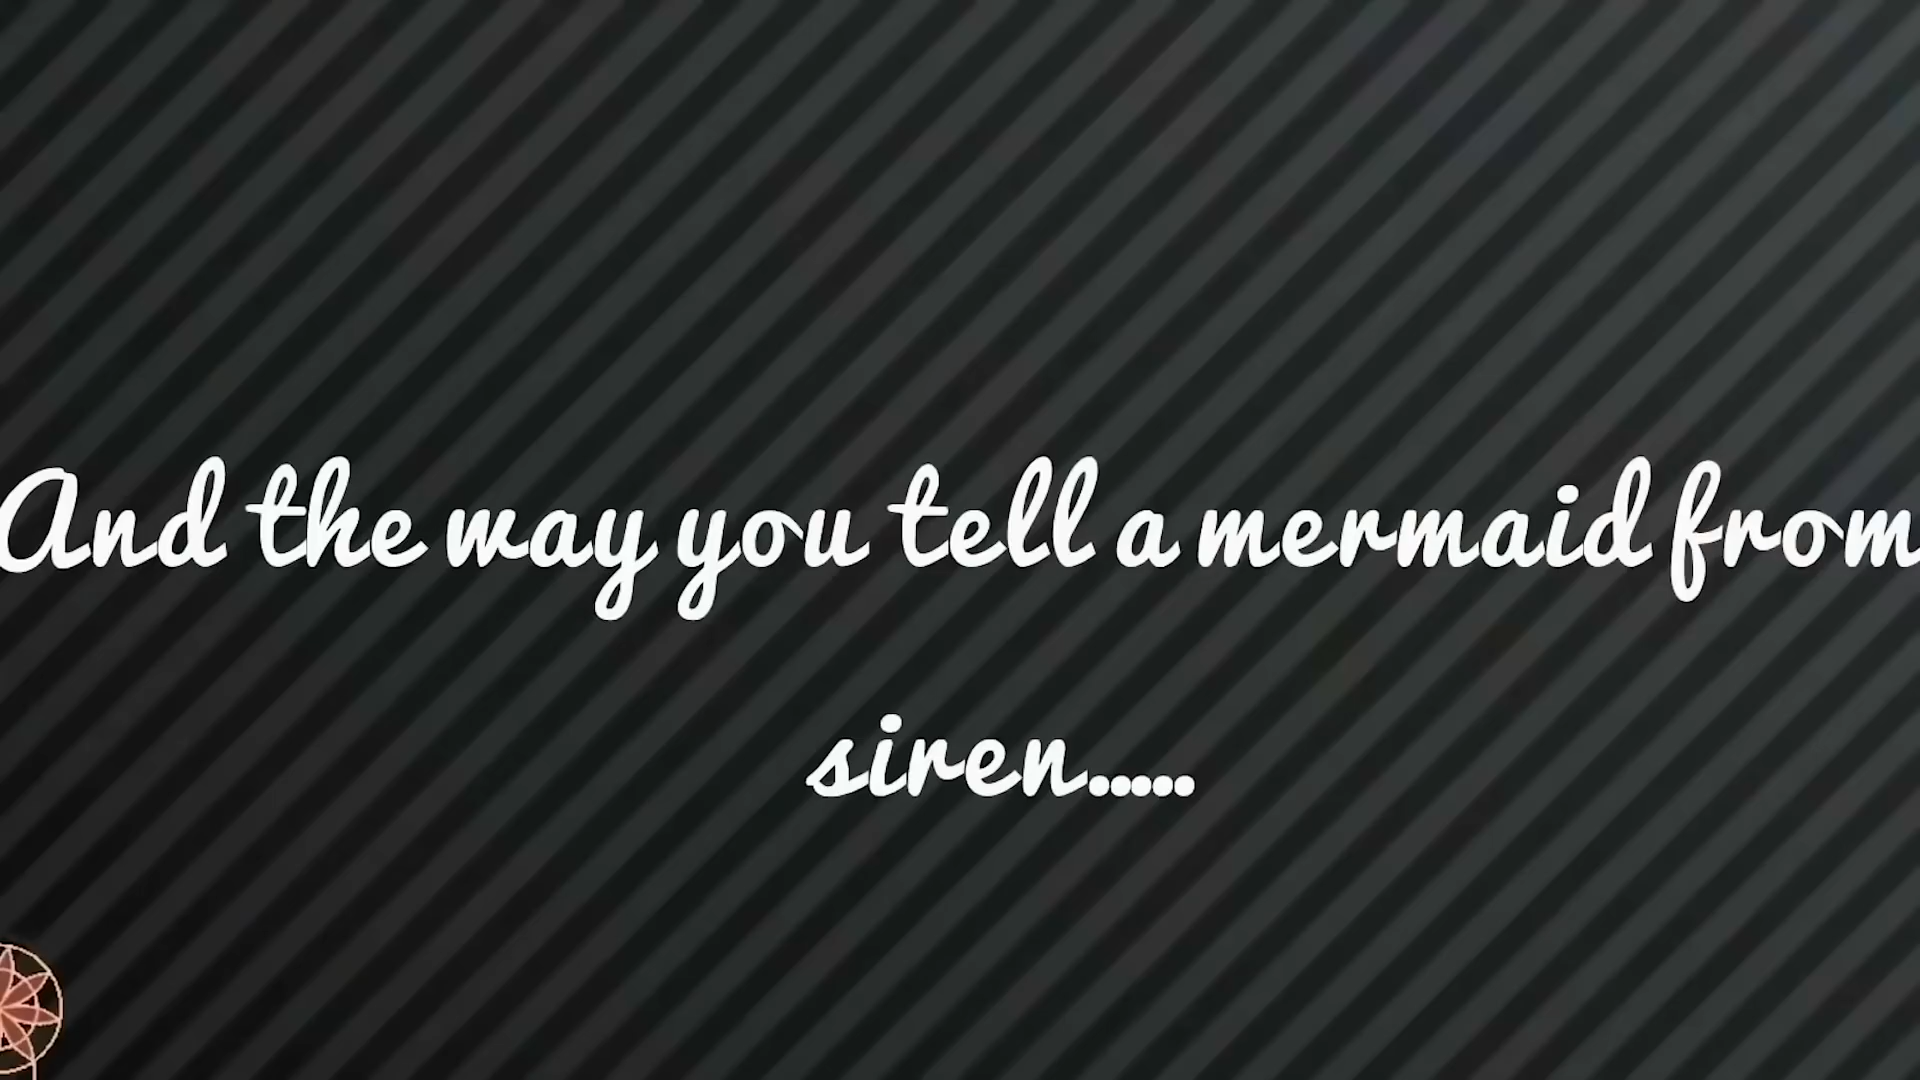 And the way you tell a mermaid from
siren.....